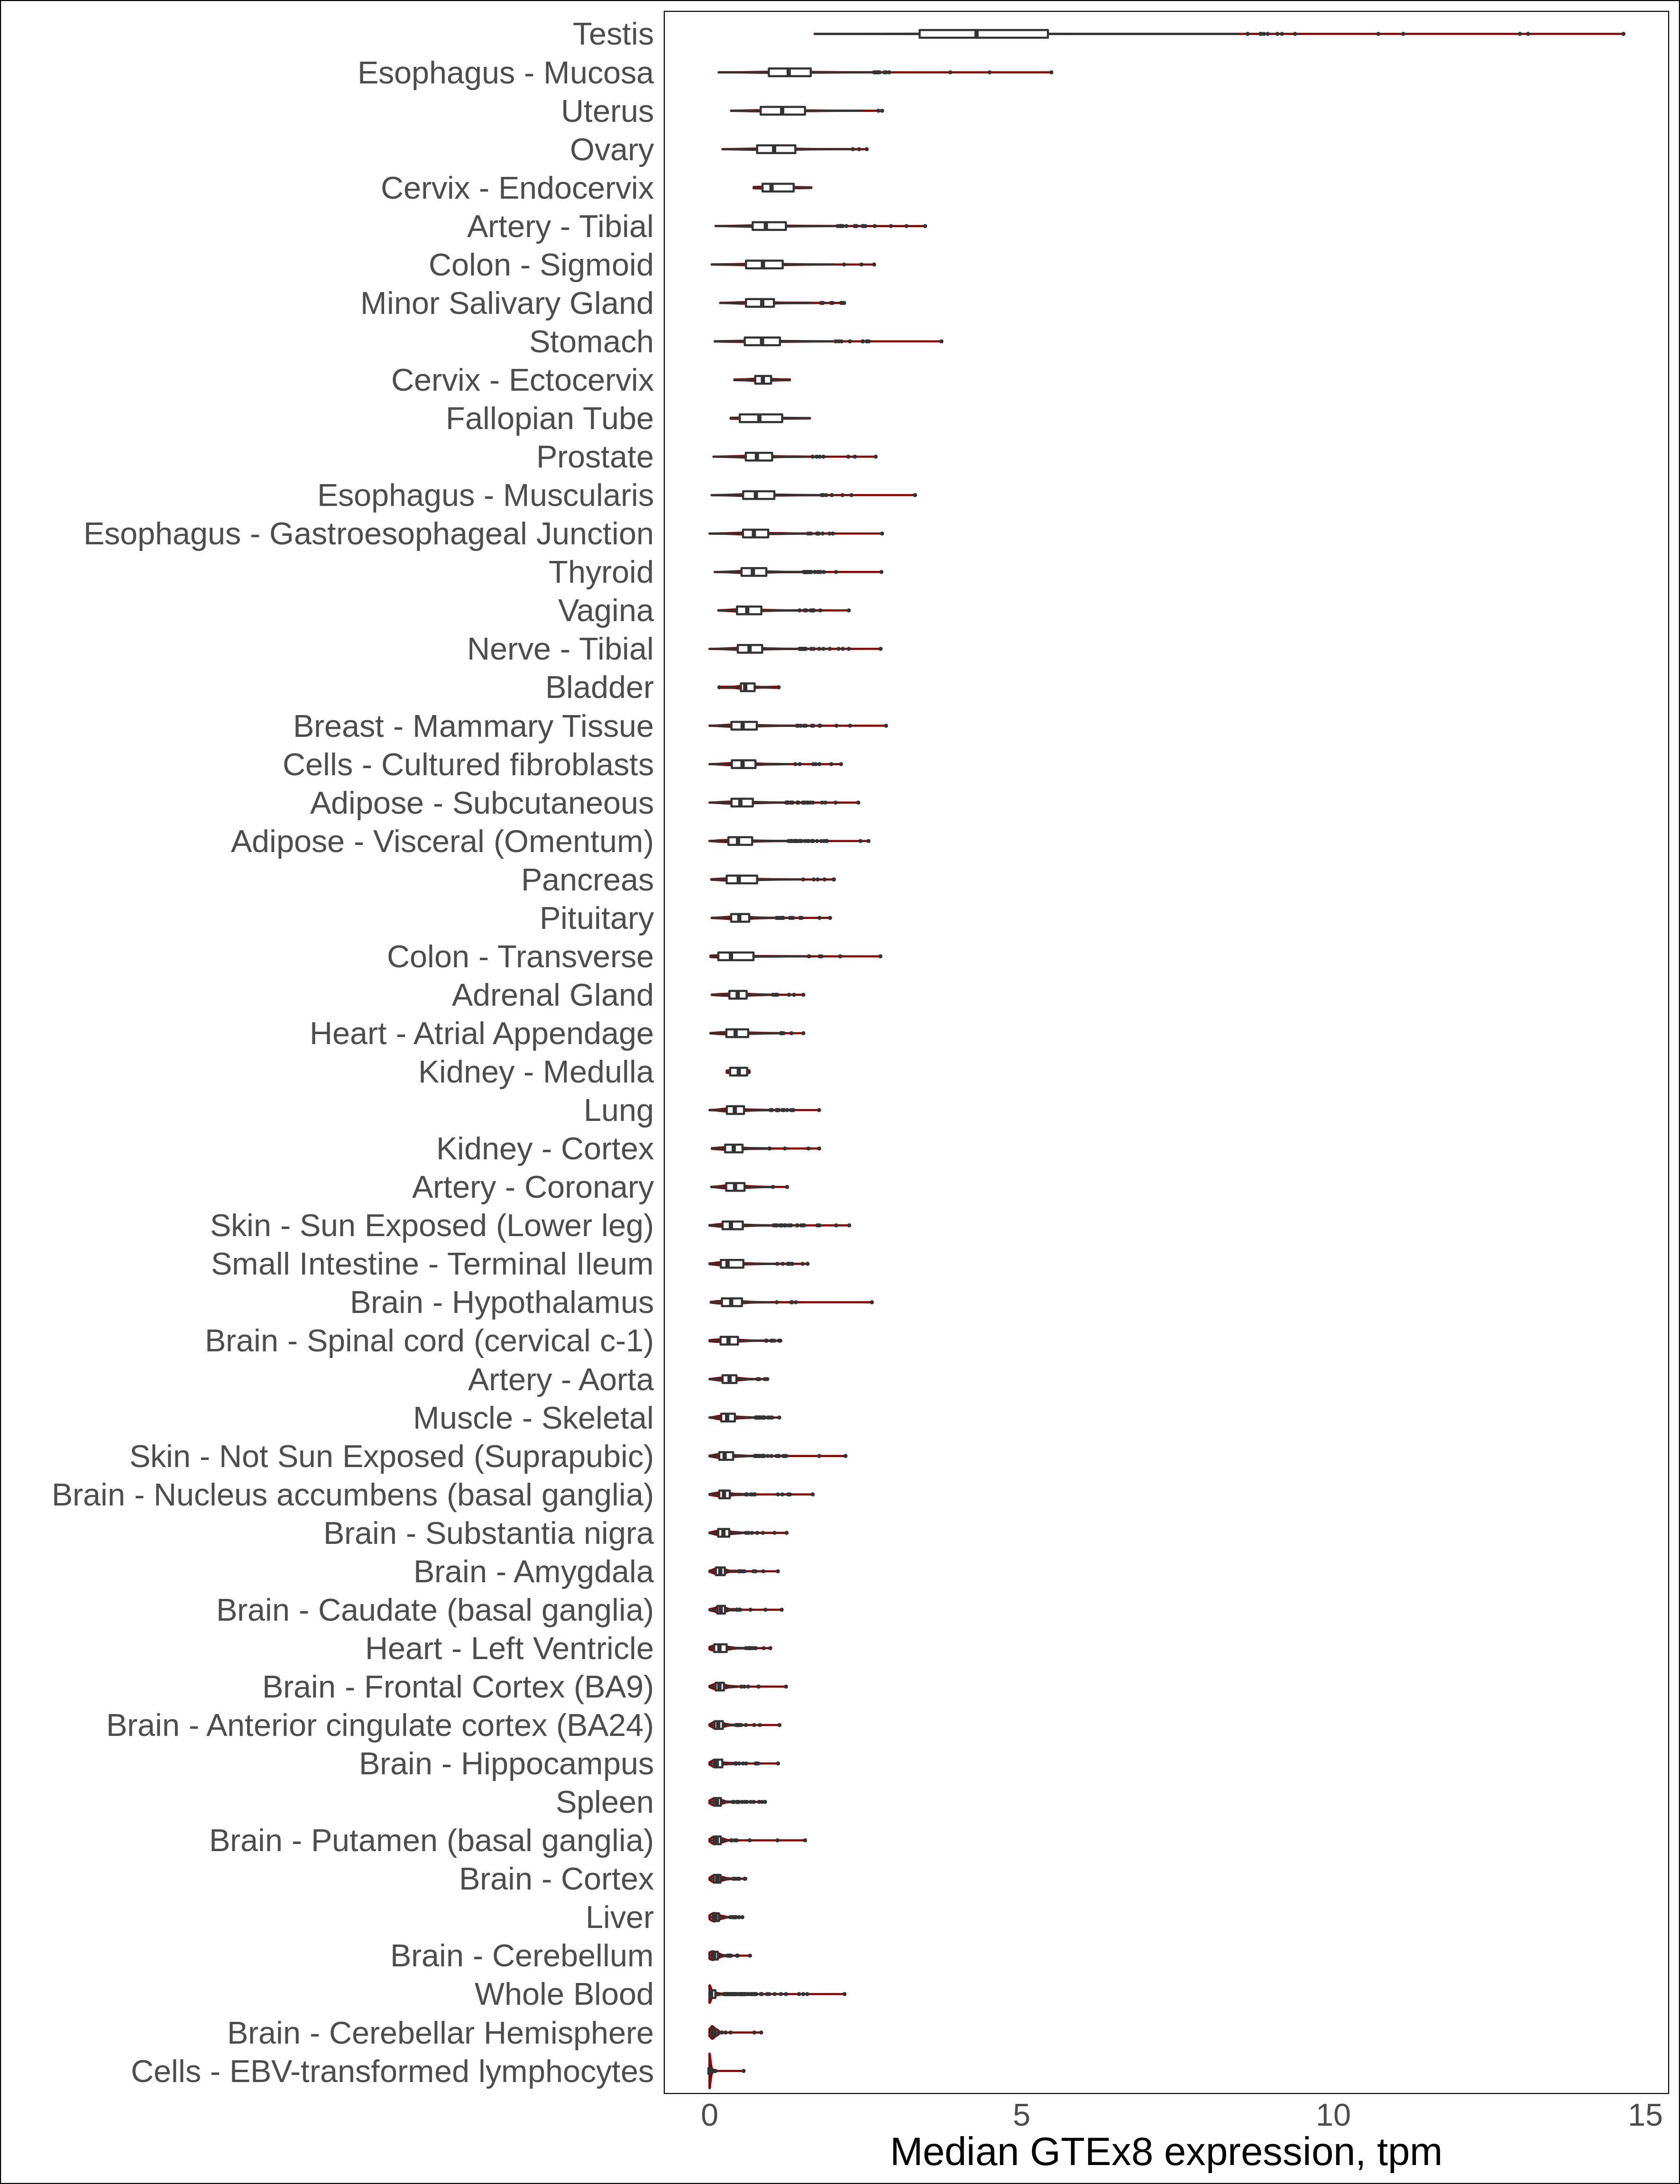 Testis
Esophagus - Mucosa
Uterus
Ovary
Cervix - Endocervix
Artery - Tibial
Colon - Sigmoid
Minor Salivary Gland
Stomach
Cervix - Ectocervix
Fallopian Tube
Prostate
Esophagus - Muscularis
Esophagus - Gastroesophageal Junction
Thyroid
Vagina
Nerve - Tibial
Bladder
Breast - Mammary Tissue
Cells - Cultured fibroblasts
Adipose - Subcutaneous
Adipose - Visceral (Omentum)
Pancreas
Pituitary
Colon - Transverse
Adrenal Gland
Heart - Atrial Appendage
Kidney - Medulla
Lung
Kidney - Cortex
Artery - Coronary
Skin - Sun Exposed (Lower leg)
Small Intestine - Terminal Ileum
Brain - Hypothalamus
Brain - Spinal cord (cervical c-1)
Artery - Aorta
Muscle - Skeletal
Skin - Not Sun Exposed (Suprapubic)
Brain - Nucleus accumbens (basal ganglia)
Brain - Substantia nigra
Brain - Amygdala
Brain - Caudate (basal ganglia)
Heart - Left Ventricle
Brain - Frontal Cortex (BA9)
Brain - Anterior cingulate cortex (BA24)
Brain - Hippocampus
Spleen
Brain - Putamen (basal ganglia)
Brain - Cortex
Liver
Brain - Cerebellum
Whole Blood
Brain - Cerebellar Hemisphere
Cells - EBV-transformed lymphocytes
0 5 10 15
Median GTEx8 expression, tpm